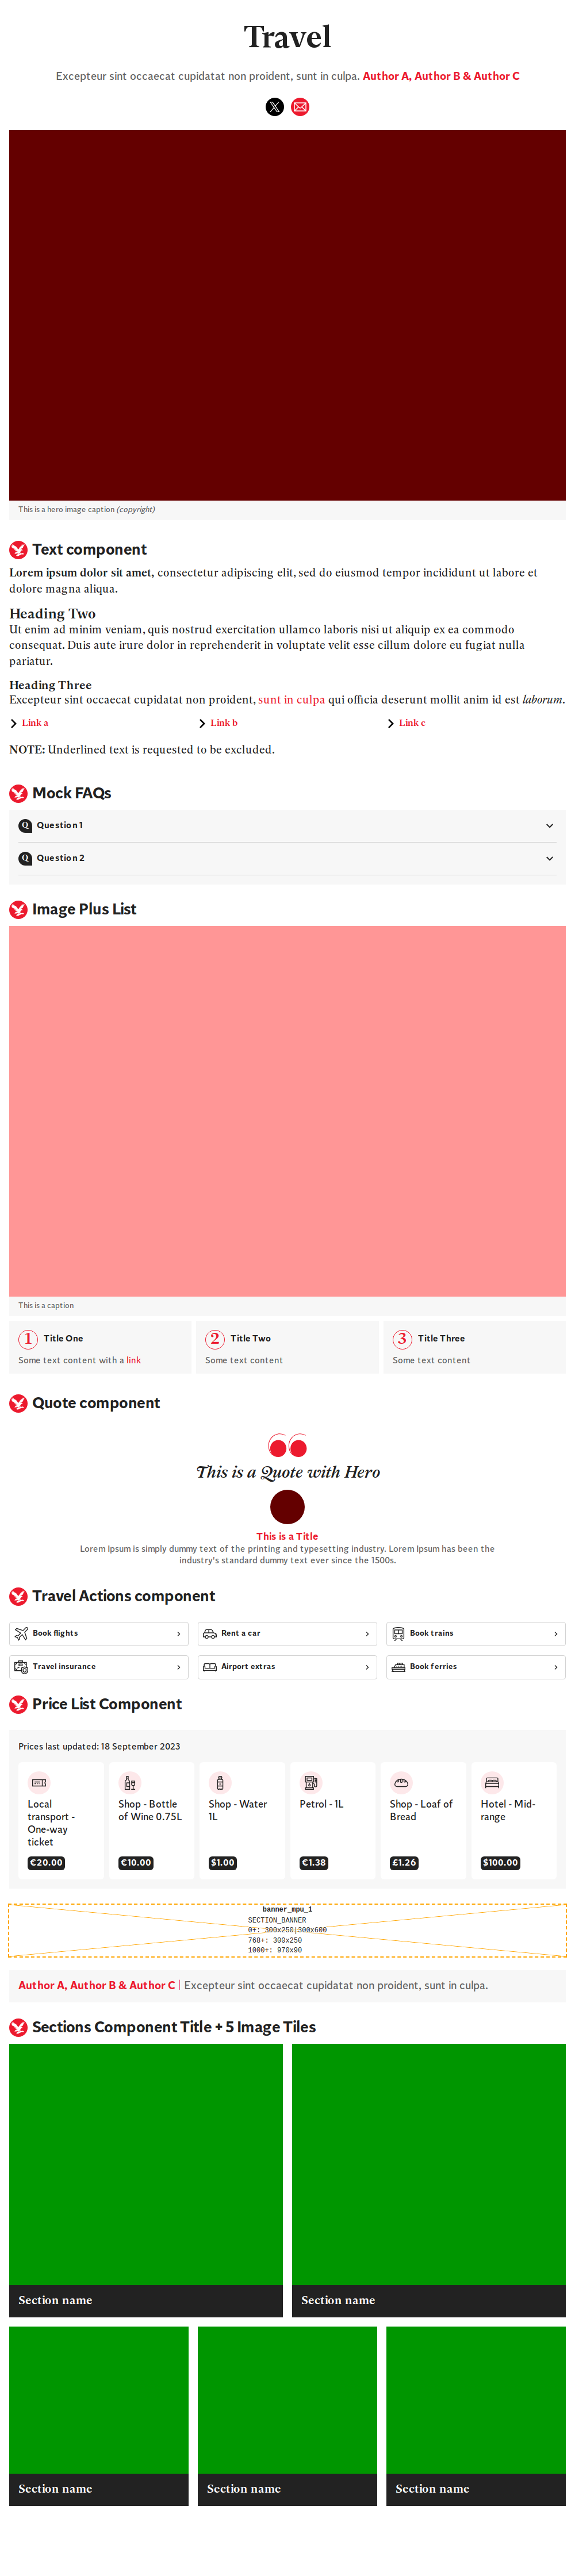 Travel
Excepteur sint occaecat cupidatat non proident, sunt in culpa. Author A, Author B & Author C
This is a hero image caption (copyright)
Text component
Lorem ipsum dolor sit amet, consectetur adipiscing elit, sed do eiusmod tempor incididunt ut labore et
dolore magna aliqua.
Heading Two
Ut enim ad minim veniam, quis nostrud exercitation ullamco laboris nisi ut aliquip ex ea commodo
consequat. Duis aute irure dolor in reprehenderit in voluptate velit esse cillum dolore eu fugiat nulla
pariatur.
Heading Three
Excepteur sint occaecat cupidatat non proident, sunt in culpa qui officia deserunt mollit anim id est laborum.
Link a
Link b
Link c
NOTE: Underlined text is requested to be excluded.
Mock FAQs
Q Question 1
Q Question 2
Image Plus List
This is a caption
1 Title One
Some text content with a link
2 Title Two
Some text content
3 Title Three
Some text content
Quote component
This is a Quote with Hero
This is a Title
Lorem Ipsum is simply dummy text of the printing and typesetting industry. Lorem Ipsum has been the
industry's standard dummy text ever since the 1500s.
Travel Actions component
Book flights
Rent a car
Book trains
Travel insurance
Airport extras
Book ferries
Price List Component
Prices last updated: 18 September 2023
Local
transport -
One-way
ticket
€20.00
Shop - Bottle
of Wine 0.75L
€10.00
Shop - Water
1L
$1.00
Petrol - 1L
€1.38
Shop - Loaf of
Bread
£1.26
Hotel - Mid-
range
$100.00
banner_mpu_1
SECTION_BANNER
0+: 300x250|300x600
768+: 300x250
1000+: 970x90
Author A, Author B & Author C | Excepteur sint occaecat cupidatat non proident, sunt in culpa.
Sections Component Title + 5 Image Tiles
Section name
Section name
Section name
Section name
Section name